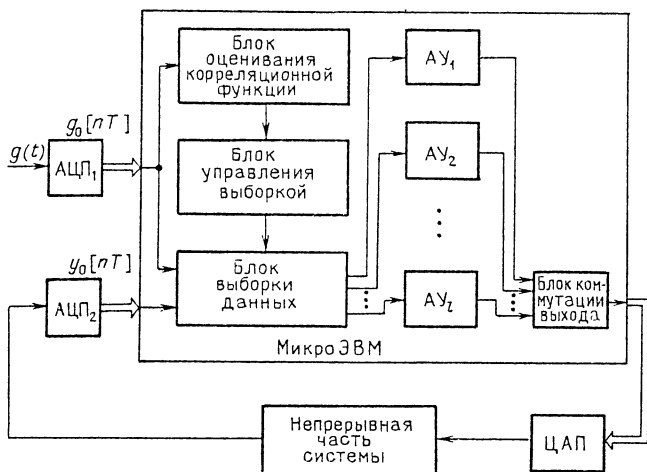 Блок
оценивания
корреляционной
функции
АУ₁
g₀[nT]
g(t)
АЦП₁
Блок
управления
выборкой
АУ₂
y₀[nT]
АЦП₂
Блок
выборки
данных
АУ₇
Блок ком-
мутации
выхода
МикроЭВМ
Непрерывная
часть
системы
ЦАП